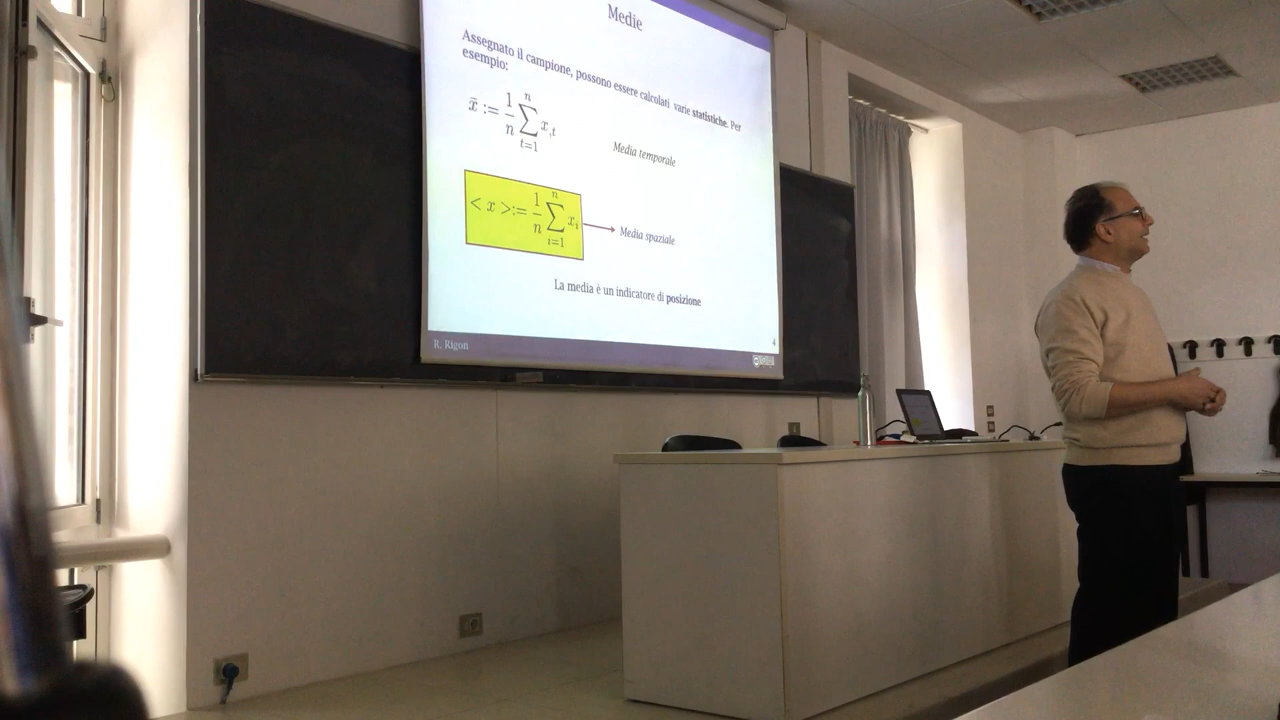 Medie
Assegnato il campione, possono essere calcolati varie statistiche. Per
esempio:
x̄ := 1/n ∑_{t=1}^{n} x_{,t}
Media temporale
< x >:= 1/n ∑_{i=1}^{n} x_i
Media spaziale
La media è un indicatore di posizione
R. Rigon
4